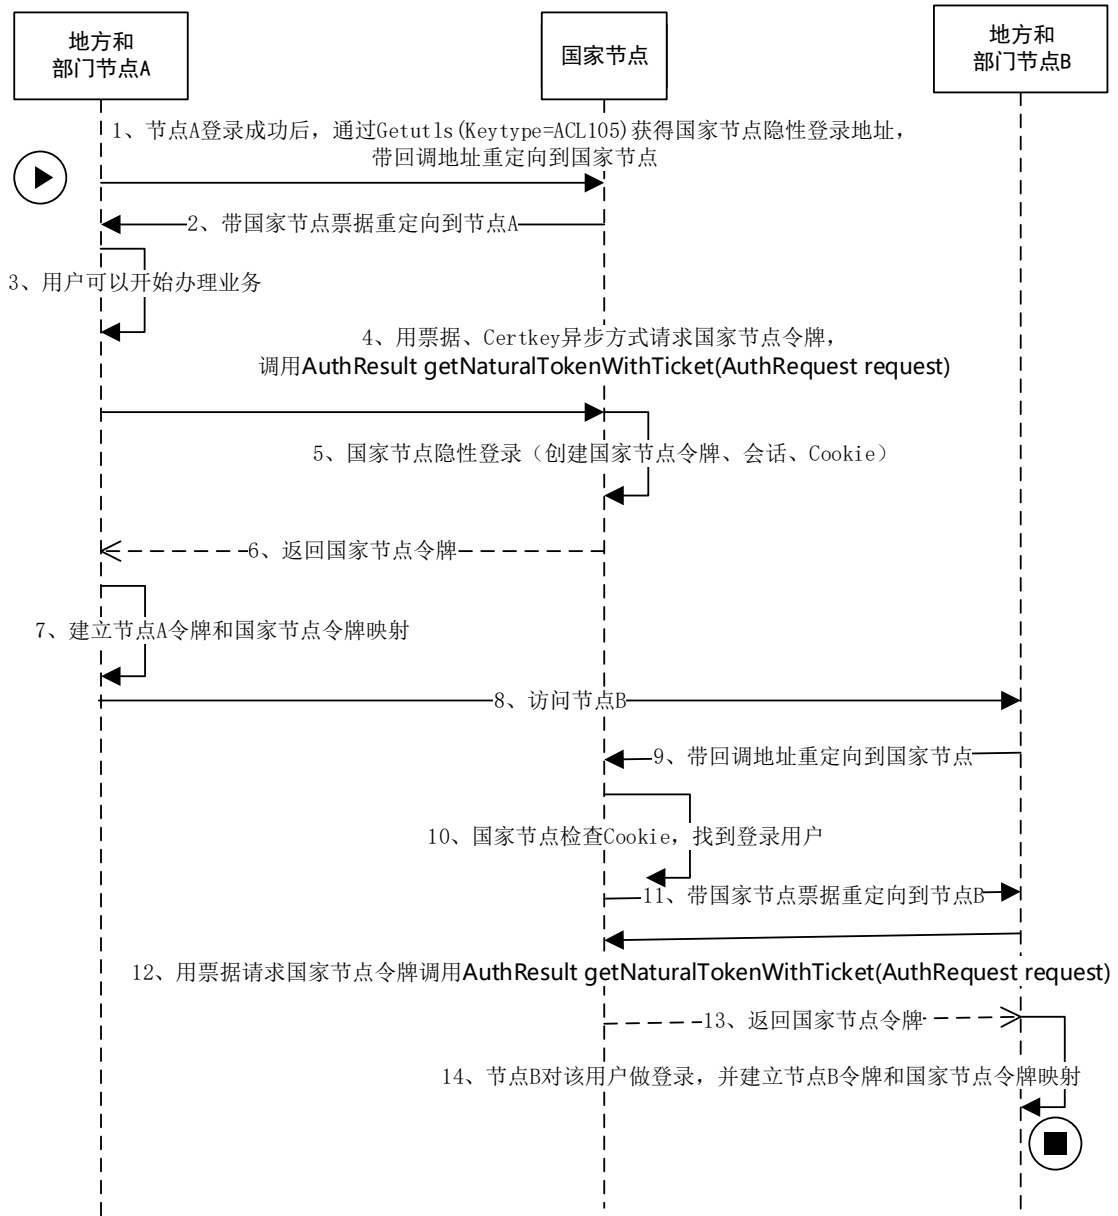 地方和
部门节点A
国家节点
地方和
部门节点B
1、节点A登录成功后，通过Getutls(Keytype=ACL105)获得国家节点隐性登录地址，
带回调地址重定向到国家节点
2、带国家节点票据重定向到节点A
3、用户可以开始办理业务
4、用票据、Certkey异步方式请求国家节点令牌，
调用AuthResult getNaturalTokenWithTicket(AuthRequest request)
5、国家节点隐性登录（创建国家节点令牌、会话、Cookie）
6、返回国家节点令牌
7、建立节点A令牌和国家节点令牌映射
8、访问节点B
9、带回调地址重定向到国家节点
10、国家节点检查Cookie，找到登录用户
11、带国家节点票据重定向到节点B
12、用票据请求国家节点令牌调用AuthResult getNaturalTokenWithTicket(AuthRequest request)
13、返回国家节点令牌
14、节点B对该用户做登录，并建立节点B令牌和国家节点令牌映射